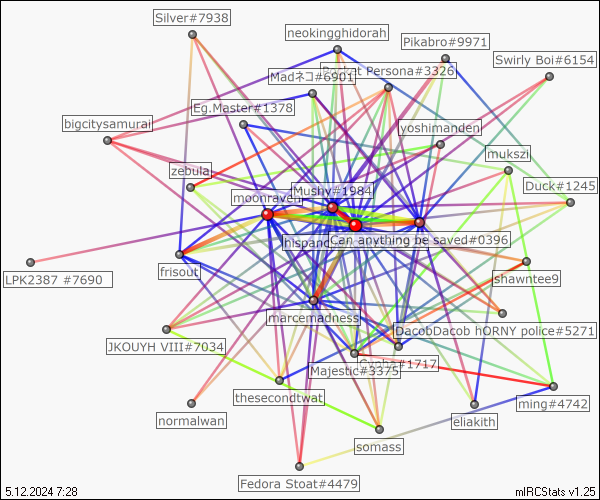 Silver#7938
neokingghidorah
Pikabro#9971
Swirly Boi#6154
Madネコ#6901
Persona#3326
Eg.Master#1378
bigcitysamurai
yoshimanden
mukszi
zebula
Duck#1245
Mushy#1984
moonraven
Can anything be saved#0396
frisout
shawntee9
LPK2387 #7690
marcemadness
DacobDacob hORNY police#5271
JKOUYH VIII#7034
#1717
Majestic#3375
thesecondtwat
ming#4742
normalwan
eliakith
somass
Fedora Stoat#4479
5.12.2024 7:28
mIRCStats v1.25